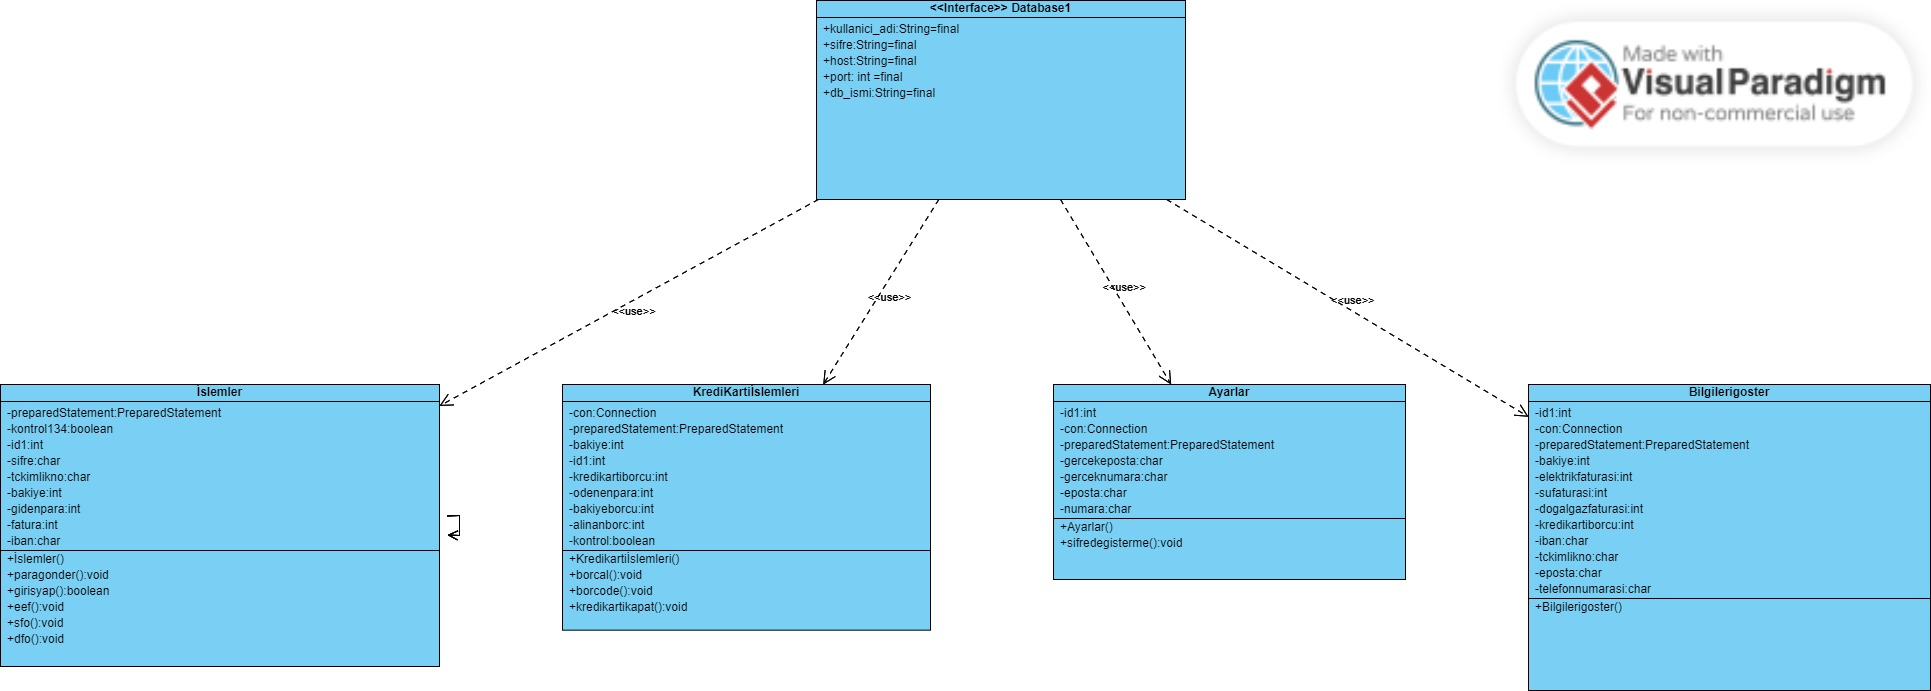 <<Interface>> Database1
+kullanici_adi:String=final
+sifre:String=final
+host:String=final
+port: int =final
+db_ismi:String=final
Made with
Visual Paradigm
For non-commercial use
<<use>>
<<use>>
<<use>>
<<use>>
İslemler
-preparedStatement:PreparedStatement
-kontrol134:boolean
-id1:int
-sifre:char
-tckimlikno:char
-bakiye:int
-gidenpara:int
-fatura:int
-iban:char
+İslemler()
+paragonder():void
+girisyap():boolean
+eef():void
+sfo():void
+dfo():void
KrediKartiİslemleri
-con:Connection
-preparedStatement:PreparedStatement
-bakiye:int
-id1:int
-kredikartiborcu:int
-odenenpara:int
-bakiyeborcu:int
-alinanborc:int
-kontrol:boolean
+Kredikartiİslemleri()
+borcal():void
+borcode():void
+kredikartikapat():void
Ayarlar
-id1:int
-con:Connection
-preparedStatement:PreparedStatement
-gercekeposta:char
-gerceknumara:char
-eposta:char
-numara:char
+Ayarlar()
+sifredegisterme():void
Bilgilerigoster
-id1:int
-con:Connection
-preparedStatement:PreparedStatement
-bakiye:int
-elektrikfaturasi:int
-sufaturasi:int
-dogalgazfaturasi:int
-kredikartiborcu:int
-iban:char
-tckimlikno:char
-eposta:char
-telefonnumarasi:char
+Bilgilerigoster()